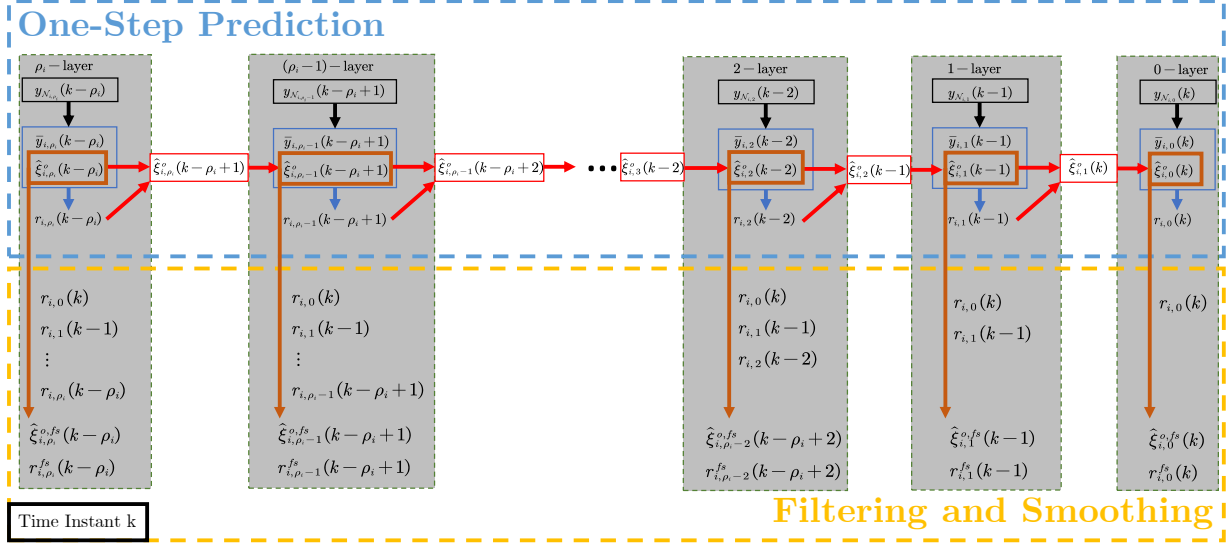 One-Step Prediction
ρ_i − layer
y_{𝒩_{i,ρ_i}}(k−ρ_i)
ȳ_{i,ρ_i}(k−ρ_i)
ξ̂^o_{i,ρ_i}(k−ρ_i)
r_{i,ρ_i}(k−ρ_i)
ξ̂^o_{i,ρ_i}(k−ρ_i+1)
(ρ_i−1) − layer
y_{𝒩_{i,ρ_i−1}}(k−ρ_i+1)
ȳ_{i,ρ_i−1}(k−ρ_i+1)
ξ̂^o_{i,ρ_i−1}(k−ρ_i+1)
r_{i,ρ_i−1}(k−ρ_i+1)
ξ̂^o_{i,ρ_i−1}(k−ρ_i+2)
•••
ξ̂^o_{i,3}(k−2)
2 − layer
y_{𝒩_{i,2}}(k−2)
ȳ_{i,2}(k−2)
ξ̂^o_{i,2}(k−2)
r_{i,2}(k−2)
ξ̂^o_{i,2}(k−1)
1 − layer
y_{𝒩_{i,1}}(k−1)
ȳ_{i,1}(k−1)
ξ̂^o_{i,1}(k−1)
r_{i,1}(k−1)
ξ̂^o_{i,1}(k)
0 − layer
y_{𝒩_{i,0}}(k)
ȳ_{i,0}(k)
ξ̂^o_{i,0}(k)
r_{i,0}(k)
r_{i,0}(k)
r_{i,1}(k−1)
⋮
r_{i,ρ_i}(k−ρ_i)
ξ̂^{o,fs}_{i,ρ_i}(k−ρ_i)
r^{fs}_{i,ρ_i}(k−ρ_i)
r_{i,0}(k)
r_{i,1}(k−1)
⋮
r_{i,ρ_i−1}(k−ρ_i+1)
ξ̂^{o,fs}_{i,ρ_i−1}(k−ρ_i+1)
r^{fs}_{i,ρ_i−1}(k−ρ_i+1)
r_{i,0}(k)
r_{i,1}(k−1)
r_{i,2}(k−2)
ξ̂^{o,fs}_{i,ρ_i−2}(k−ρ_i+2)
r^{fs}_{i,ρ_i−2}(k−ρ_i+2)
r_{i,0}(k)
r_{i,1}(k−1)
ξ̂^{o,fs}_{i,1}(k−1)
r^{fs}_{i,1}(k−1)
r_{i,0}(k)
ξ̂^{o,fs}_{i,0}(k)
r^{fs}_{i,0}(k)
Time Instant k
Filtering and Smoothing